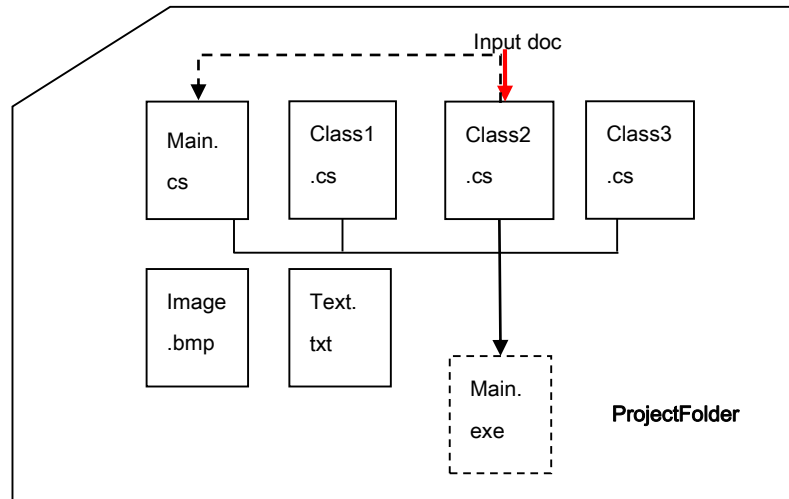 Input doc
Main.
cs
Class1
.cs
Class2
.cs
Class3
.cs
Image
.bmp
Text.
txt
Main.
exe
ProjectFolder